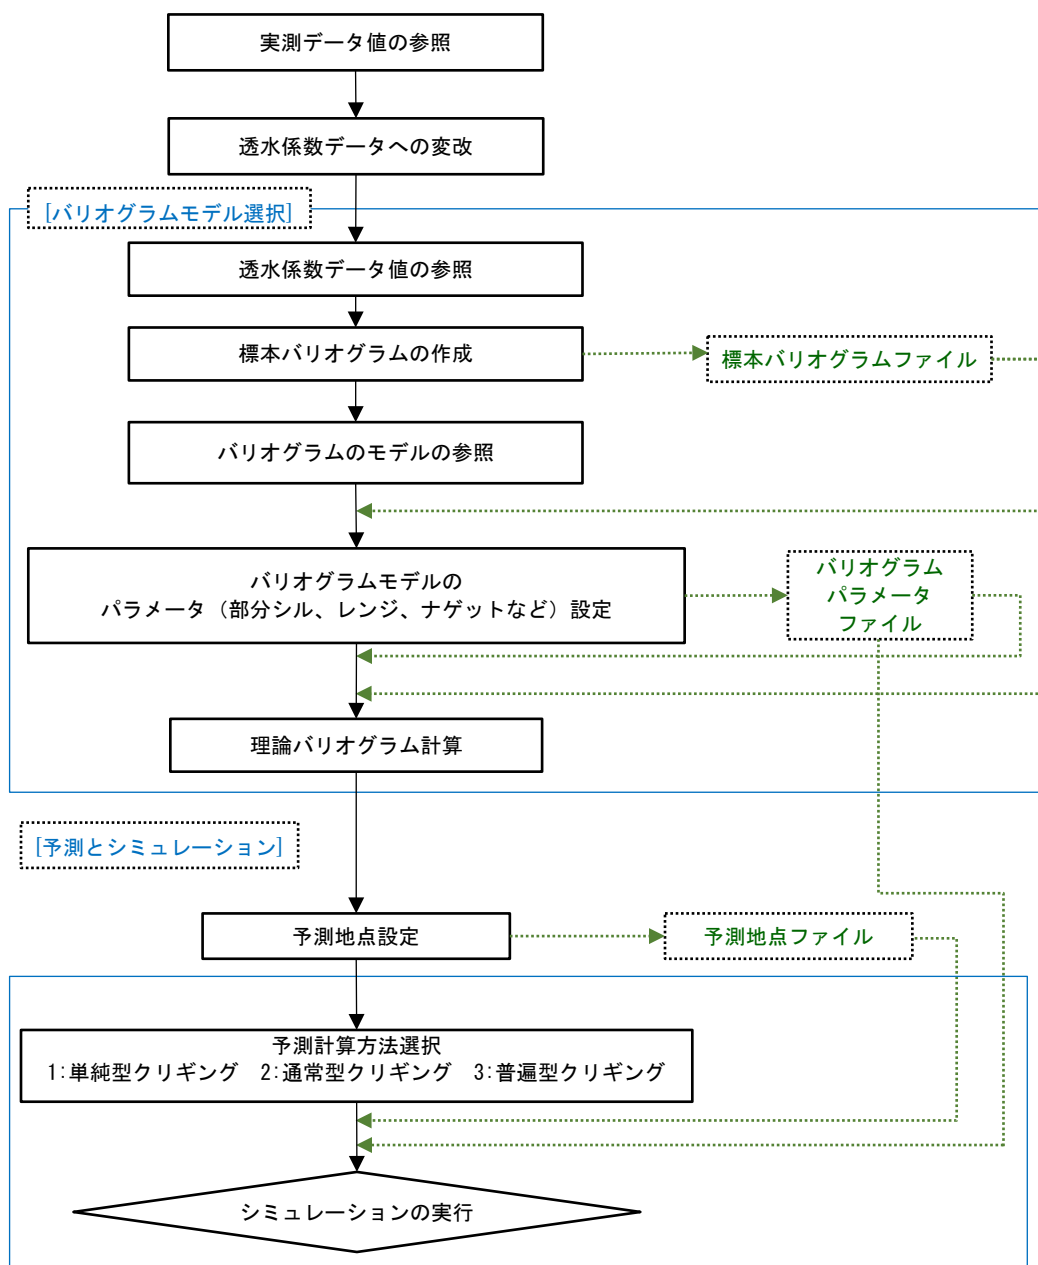 実測データ値の参照
透水係数データへの変改
[バリオグラムモデル選択]
透水係数データ値の参照
標本バリオグラムの作成
標本バリオグラムファイル
バリオグラムのモデルの参照
バリオグラムモデルの
パラメータ（部分シル、レンジ、ナゲットなど）設定
バリオグラム
パラメータ
ファイル
理論バリオグラム計算
[予測とシミュレーション]
予測地点設定
予測地点ファイル
予測計算方法選択
1:単純型クリギング　2:通常型クリギング　3:普遍型クリギング
シミュレーションの実行